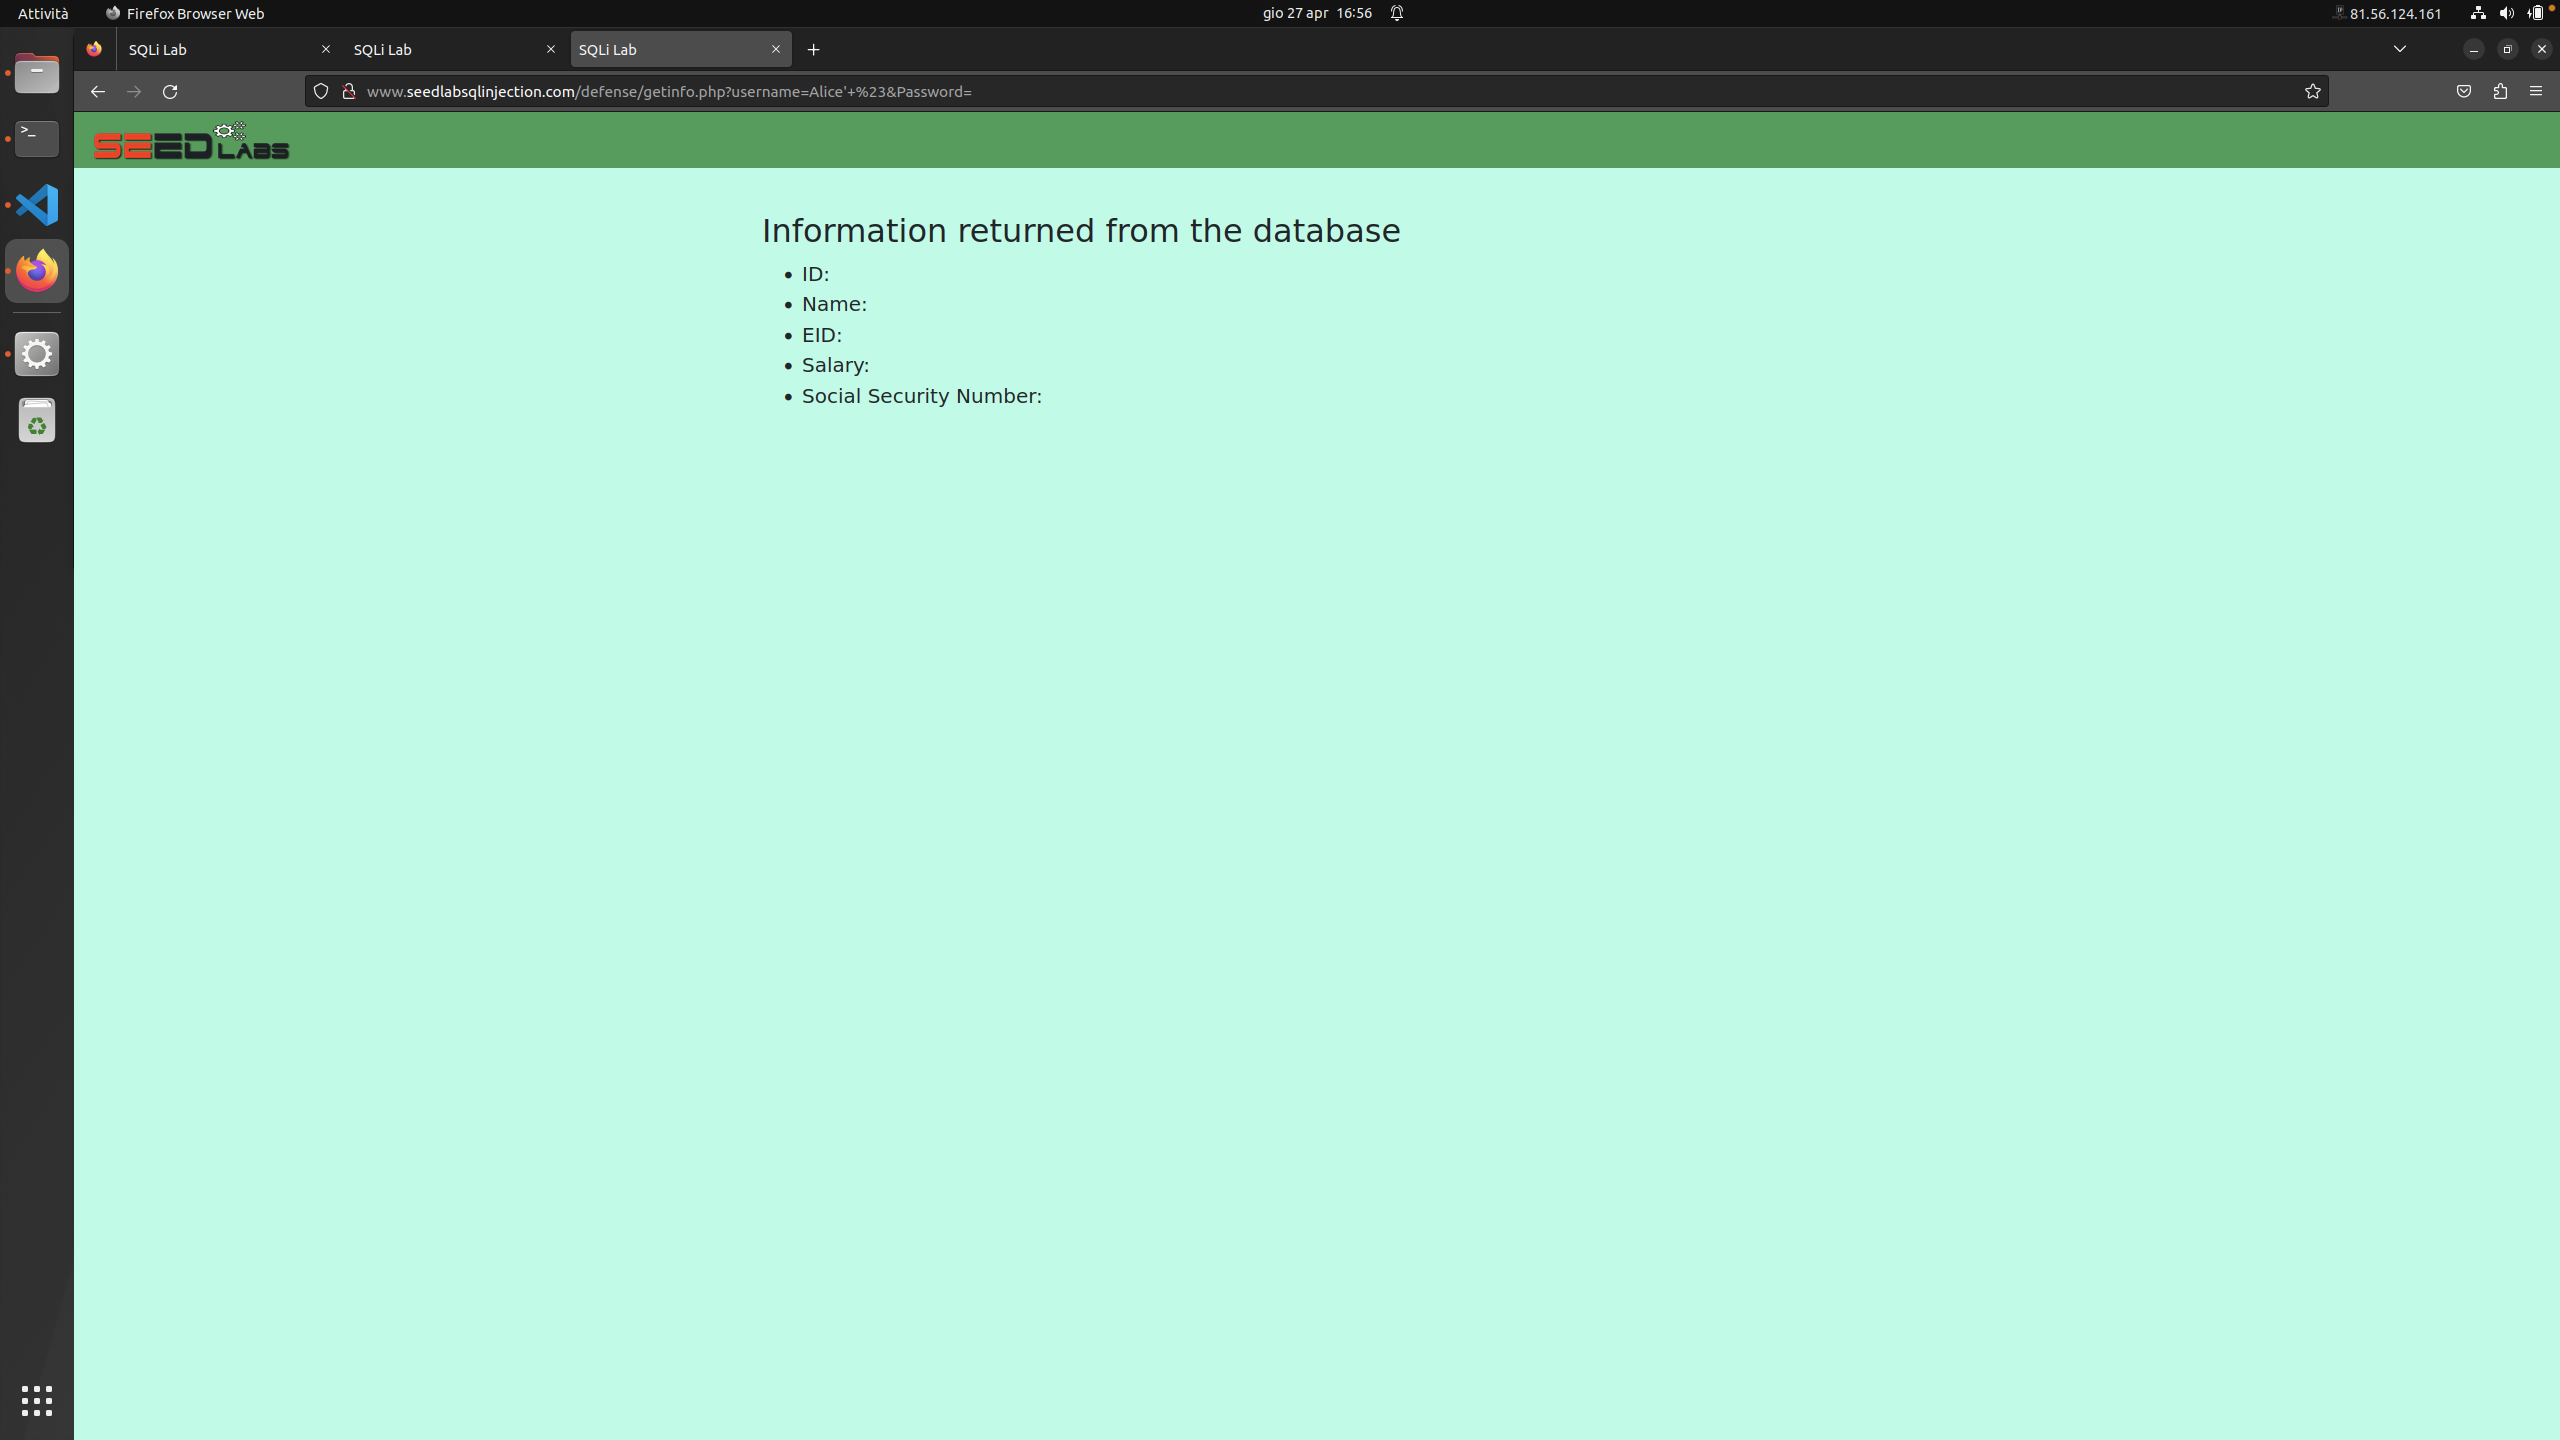 Attività
Firefox Browser Web
gio 27 apr 16:56
81.56.124.161
SQLi Lab
SQLi Lab
SQLi Lab
www.seedlabsqlinjection.com/defense/getinfo.php?username=Alice'+%23&Password=
SEED LABS
Information returned from the database
• ID:
• Name:
• EID:
• Salary:
• Social Security Number: